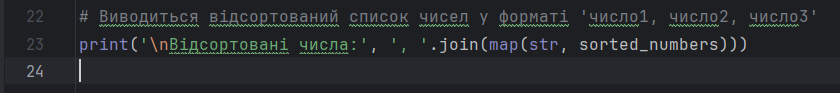 22 # Виводиться відсортований список чисел у форматі 'число1, число2, число3'
23 print('\nВідсортовані числа:', ', '.join(map(str, sorted_numbers)))
24